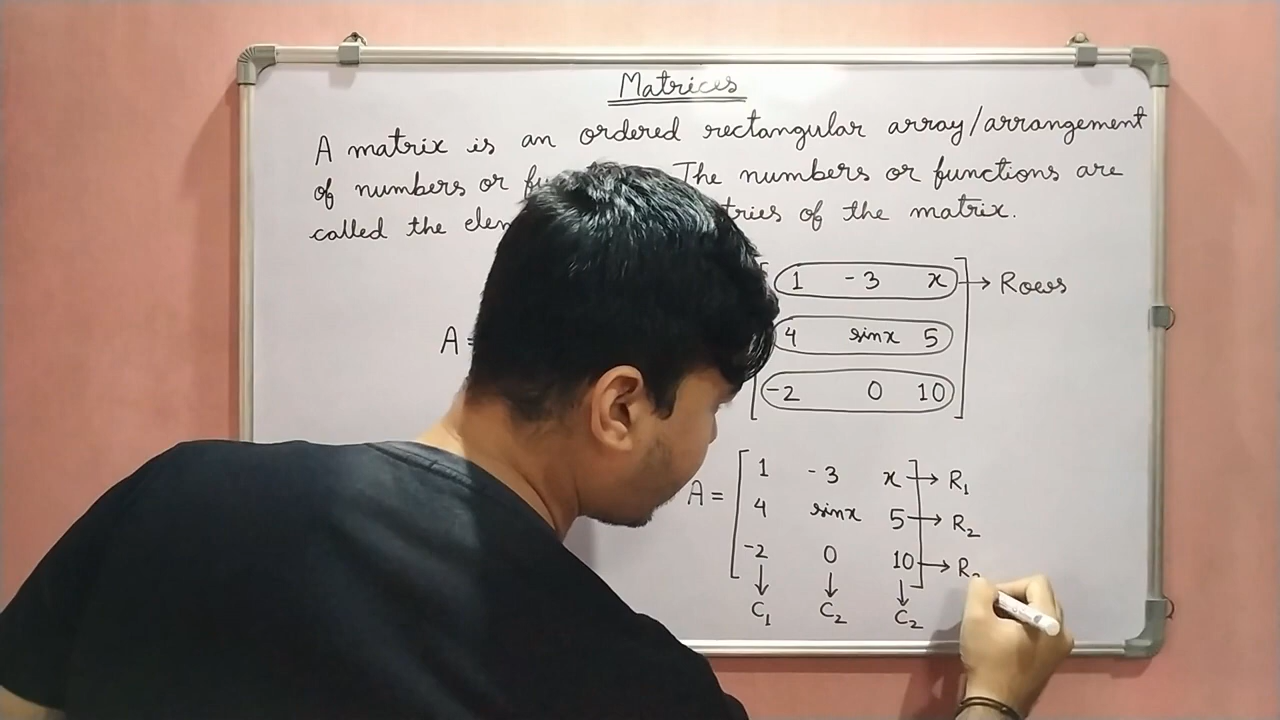 Matrices
A matrix is an ordered rectangular array/arrangement
of numbers or The numbers or functions are
called the of the matrix.
1 -3 x → Rows
A =
4 sinx 5
-2 0 10
1 -3 x → R1
A = 4 sinx 5 → R2
-2 0 10 → R
↓ ↓ ↓
C1 C2 C2